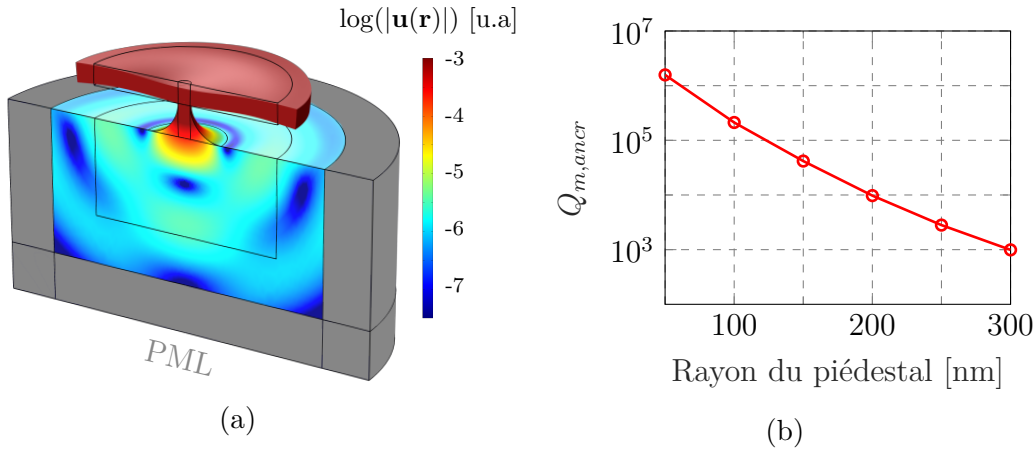 log(|u(r)|) [u.a]
-3
-4
-5
-6
-7
PML
(a)
10^7
10^5
10^3
Q_{m,ancr}
100 200 300
Rayon du piédestal [nm]
(b)